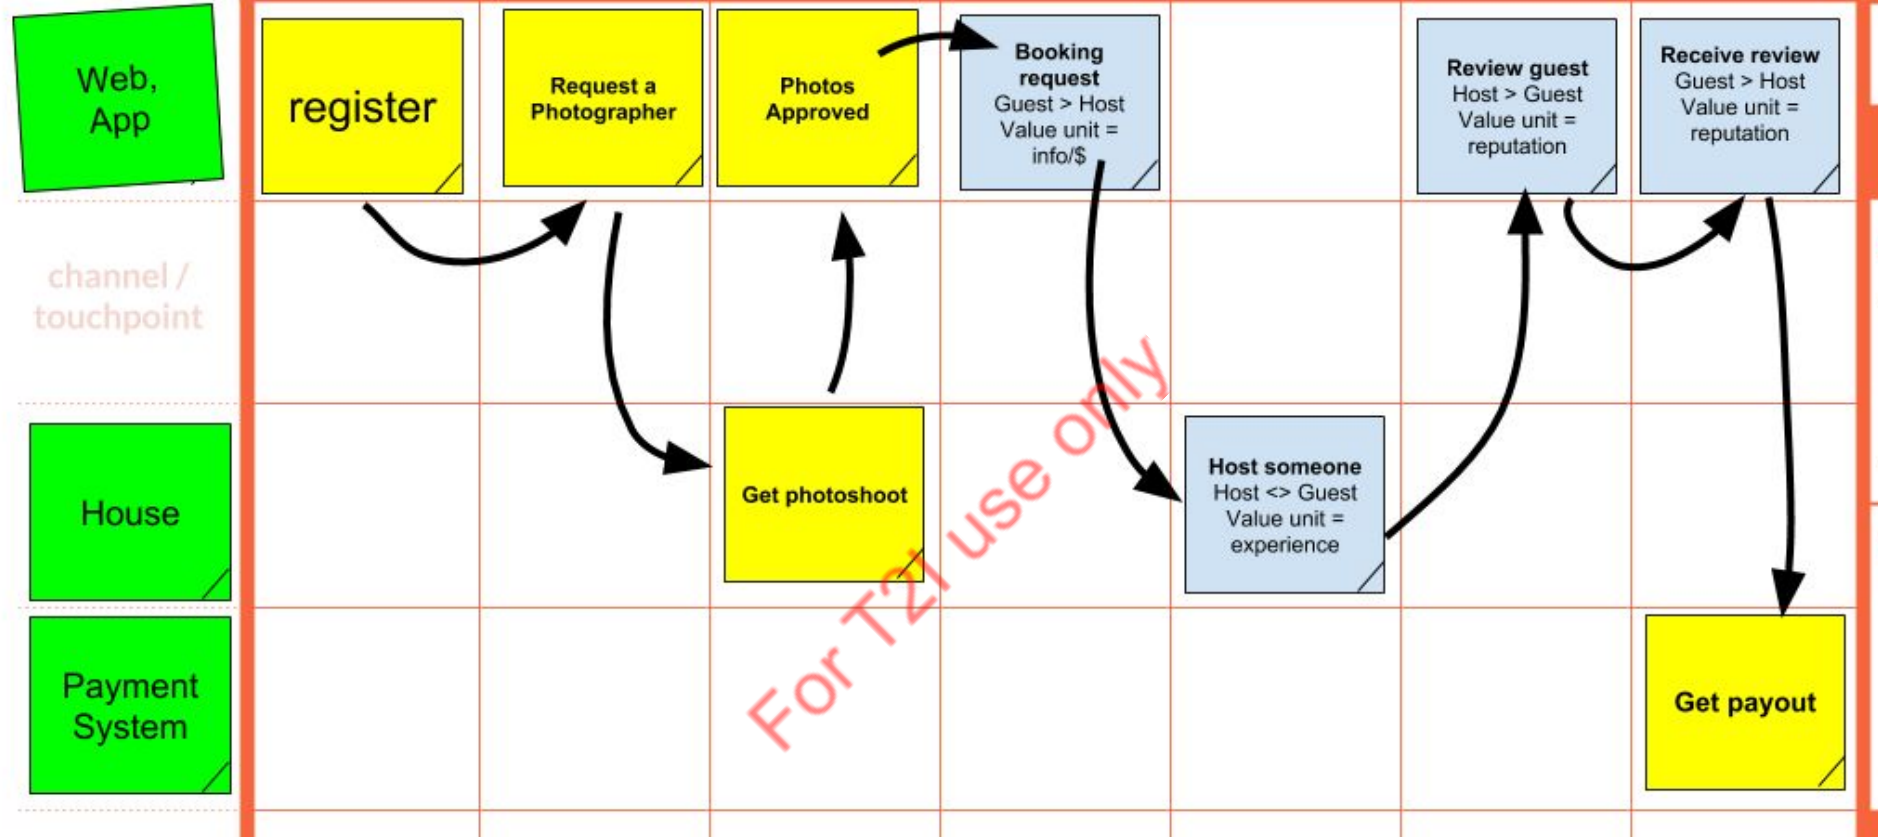 Web,
App
register
Request a
Photographer
Photos
Approved
Booking
request
Guest > Host
Value unit =
info/$
Review guest
Host > Guest
Value unit =
reputation
Receive review
Guest > Host
Value unit =
reputation
channel /
touchpoint
House
Get photoshoot
Host someone
Host <> Guest
Value unit =
experience
Payment
System
Get payout
For T2i use only